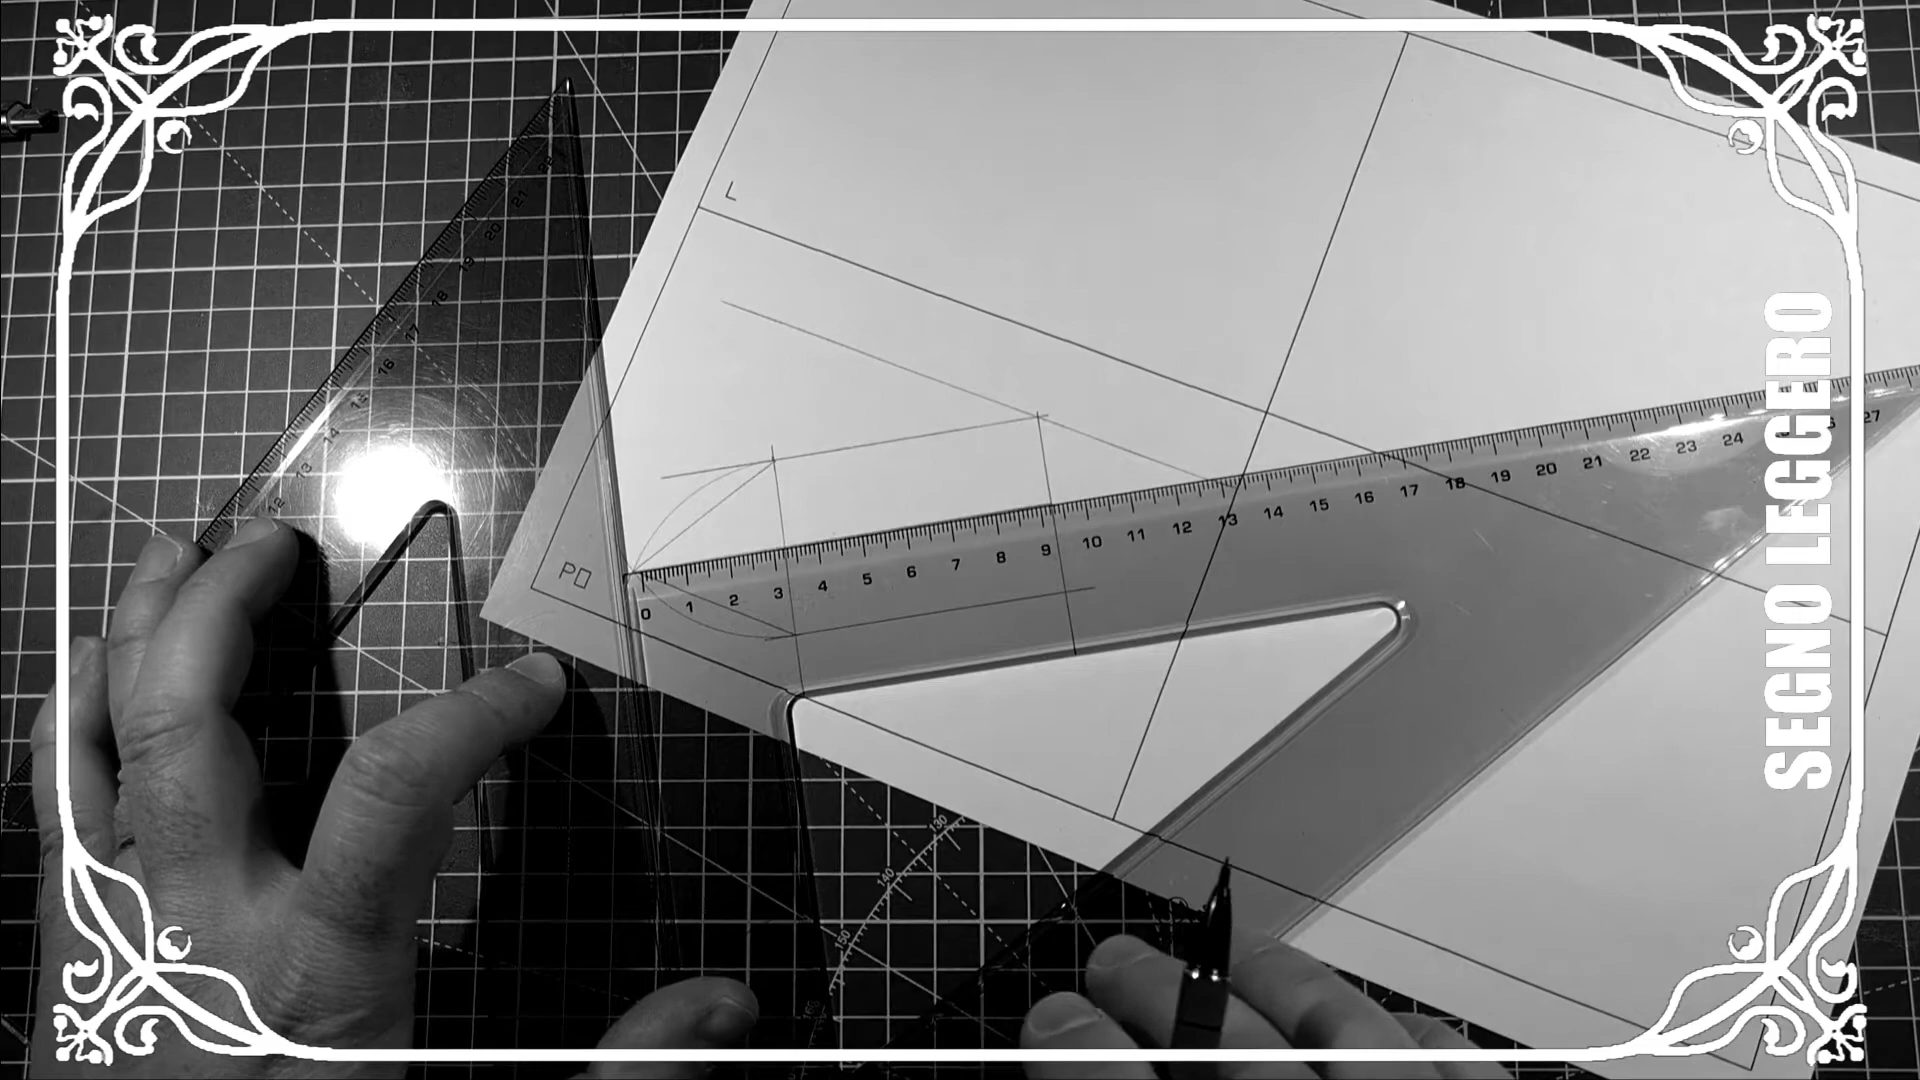 L
PO
SEGNO LEGGERO
0 1 2 3 4 5 6 7 8 9 10 11 12 13 14 15 16 17 18 19 20 21 22 23 24 27
12 13 14 15 16 17 18 19 20 21
130
140
150